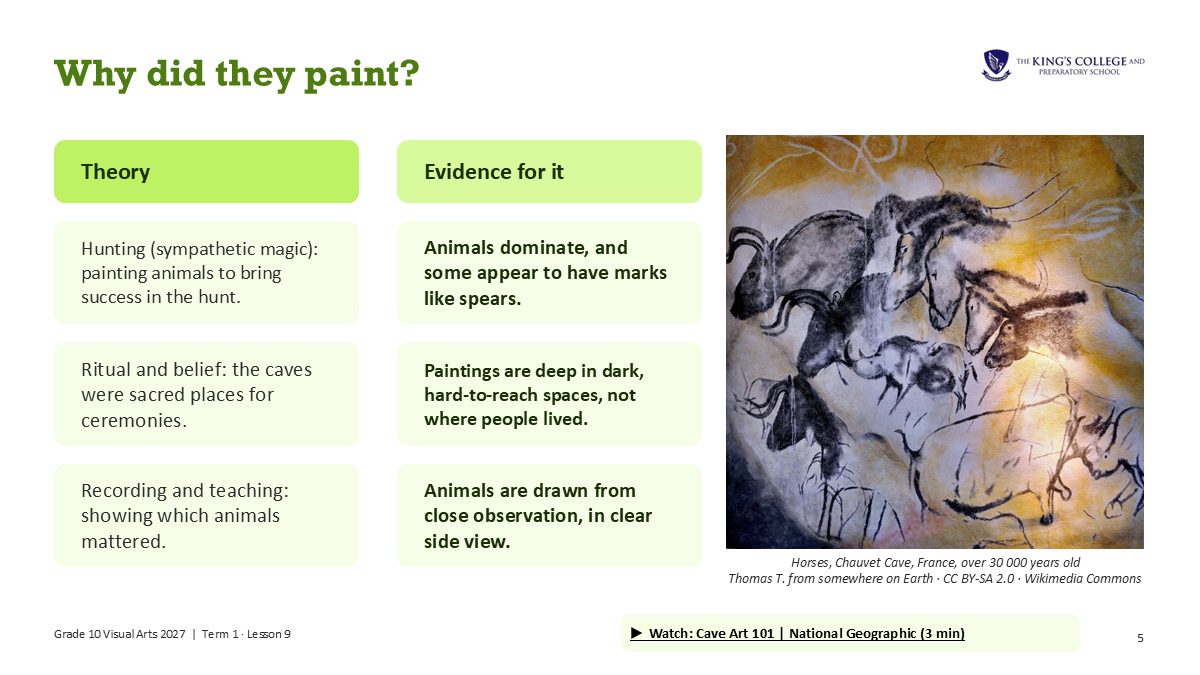 Why did they paint?
THE KING'S COLLEGE AND
PREPARATORY SCHOOL
Theory
Evidence for it
Hunting (sympathetic magic):
painting animals to bring
success in the hunt.
Animals dominate, and
some appear to have marks
like spears.
Ritual and belief: the caves
were sacred places for
ceremonies.
Paintings are deep in dark,
hard-to-reach spaces, not
where people lived.
Recording and teaching:
showing which animals
mattered.
Animals are drawn from
close observation, in clear
side view.
Horses, Chauvet Cave, France, over 30 000 years old
Thomas T. from somewhere on Earth · CC BY-SA 2.0 · Wikimedia Commons
Grade 10 Visual Arts 2027 | Term 1 · Lesson 9
▶ Watch: Cave Art 101 | National Geographic (3 min)
5